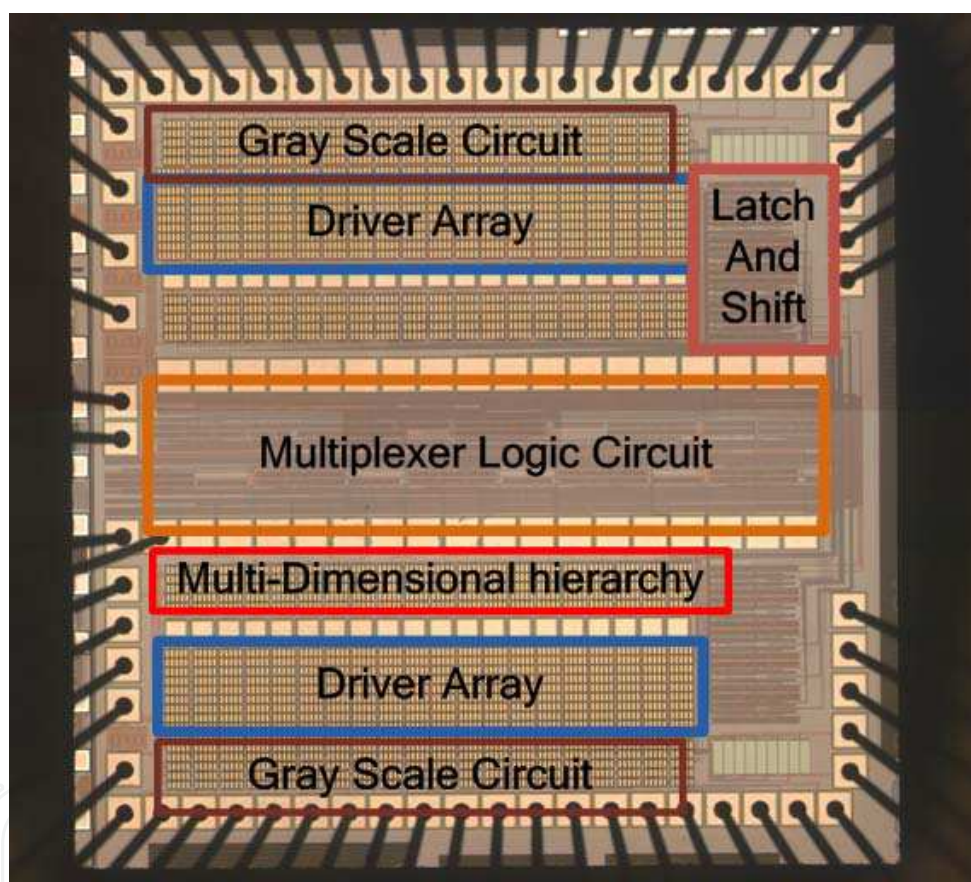 Gray Scale Circuit
Driver Array
Latch
And
Shift
Multiplexer Logic Circuit
Multi-Dimensional hierarchy
Driver Array
Gray Scale Circuit